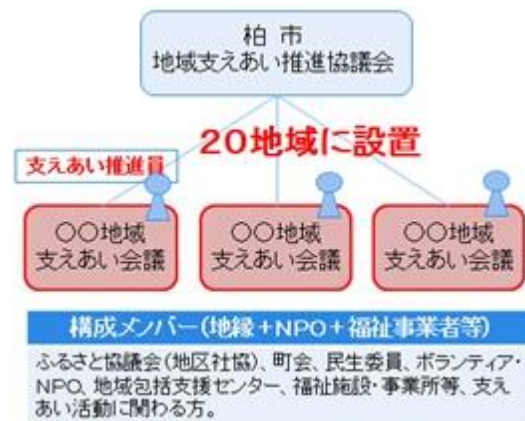 柏 市
地域支えあい推進協議会
20地域に設置
支えあい推進員
〇〇地域
支えあい会議
〇〇地域
支えあい会議
〇〇地域
支えあい会議
構成メンバー(地縁+NPO+福祉事業者等)
ふるさと協議会(地区社協)、町会、民生委員、ボランティア・
NPO、地域包括支援センター、福祉施設・事業所等、支え
あい活動に関わる方。